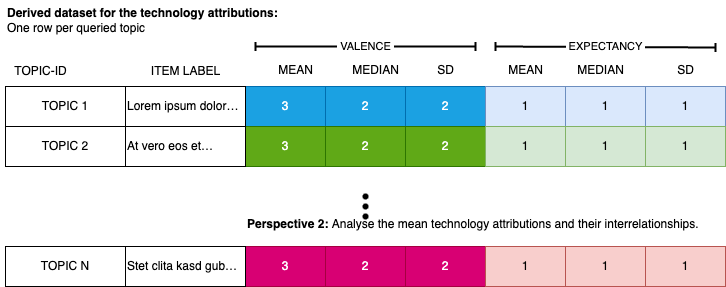 Derived dataset for the technology attributions:
One row per queried topic
VALENCE EXPECTANCY
TOPIC-ID ITEM LABEL MEAN MEDIAN SD MEAN MEDIAN SD
TOPIC 1 Lorem ipsum dolor... 3 2 2 1 1 1
TOPIC 2 At vero eos et... 3 2 2 1 1 1
Perspective 2: Analyse the mean technology attributions and their interrelationships.
TOPIC N Stet clita kasd gub... 3 2 2 1 1 1